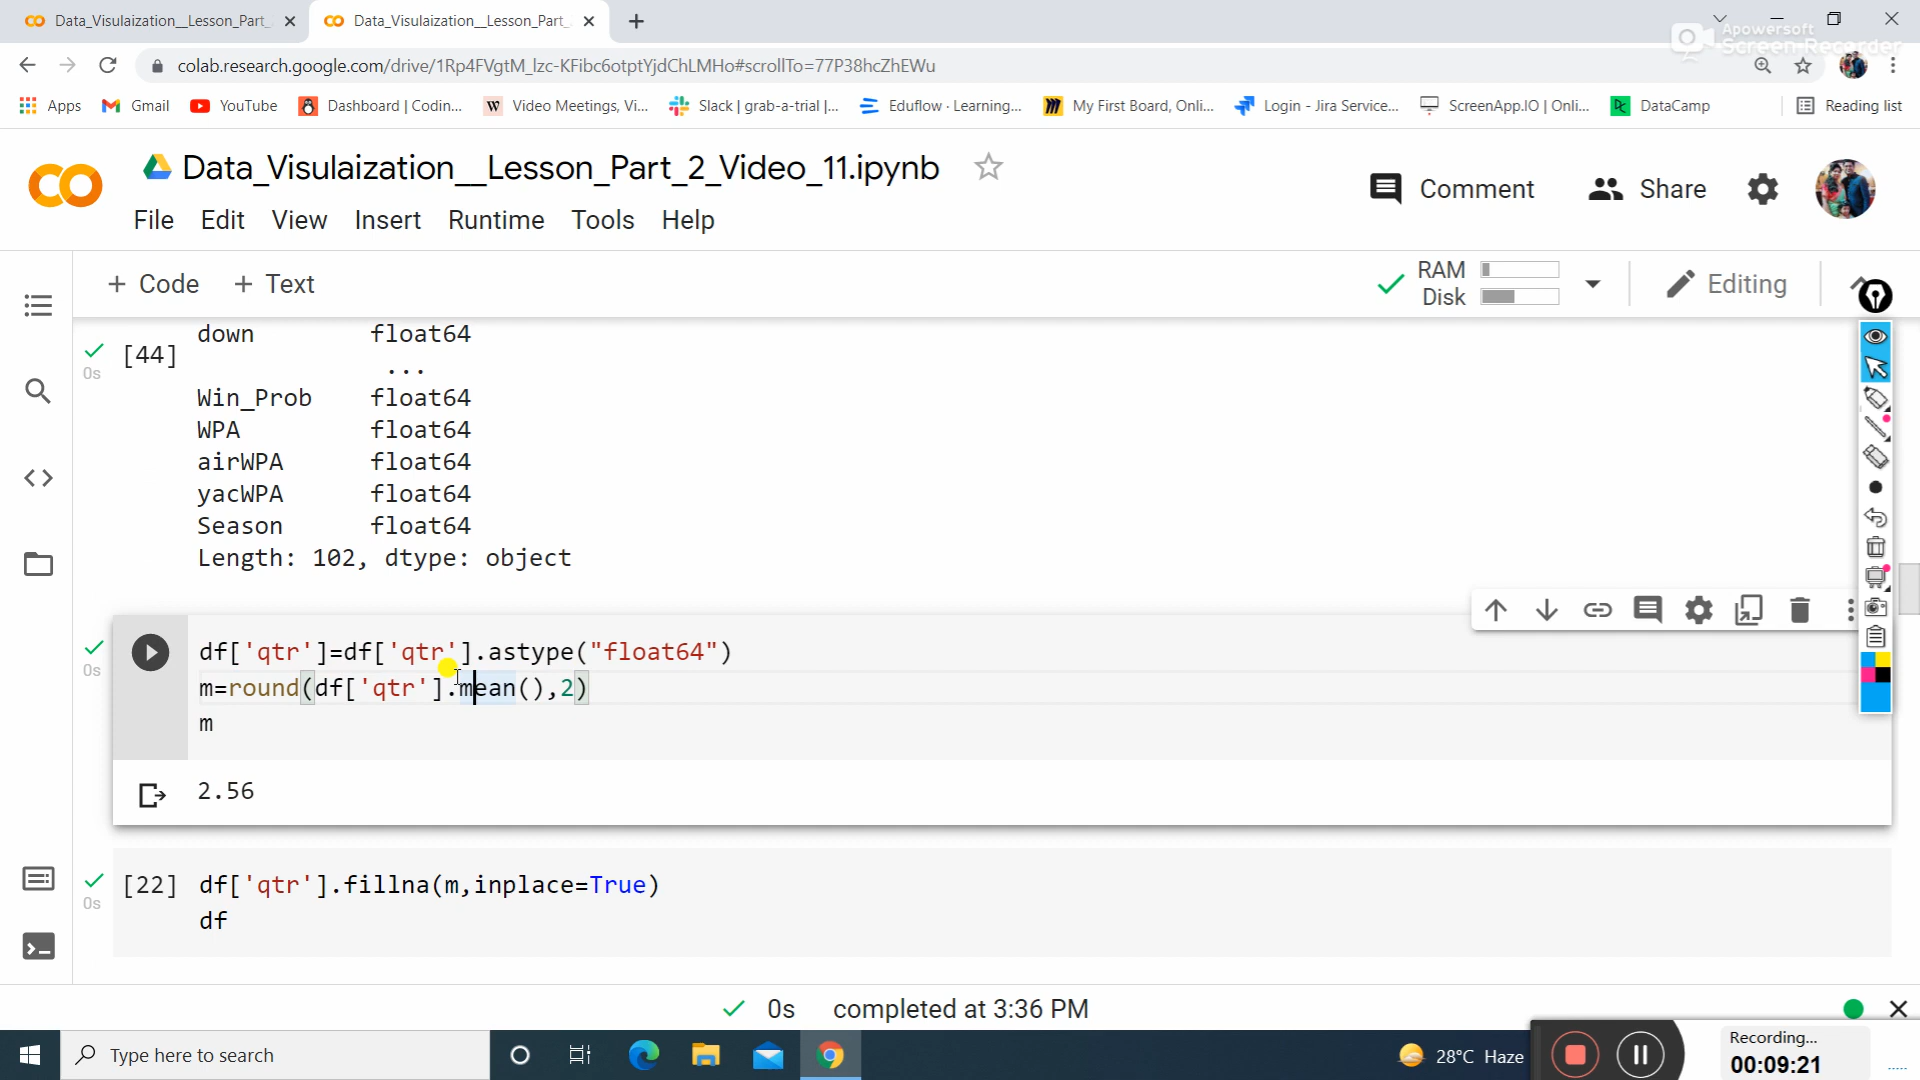 Data_Visulaization__Lesson_Part_
Data_Visulaization__Lesson_Part_
Apowersoft
Screen Recorder
colab.research.google.com/drive/1Rp4FVgtM_lzc-KFibc6otptYjdChLMHo#scrollTo=77P38hcZhEWu
Apps
Gmail
YouTube
Dashboard | Codin...
Video Meetings, Vi...
Slack | grab-a-trial |...
Eduflow · Learning...
My First Board, Onli...
Login - Jira Service...
ScreenApp.IO | Onli...
DataCamp
Reading list
Data_Visulaization__Lesson_Part_2_Video_11.ipynb
Comment
Share
File Edit View Insert Runtime Tools Help
+ Code + Text
RAM
Disk
Editing
[44]
0s
down float64
...
Win_Prob float64
WPA float64
airWPA float64
yacWPA float64
Season float64
Length: 102, dtype: object
0s
df['qtr']=df['qtr'].astype("float64")
m=round(df['qtr'].mean(),2)
m
2.56
[22] df['qtr'].fillna(m,inplace=True)
0s
df
0s completed at 3:36 PM
Type here to search
28°C Haze
Recording...
00:09:21